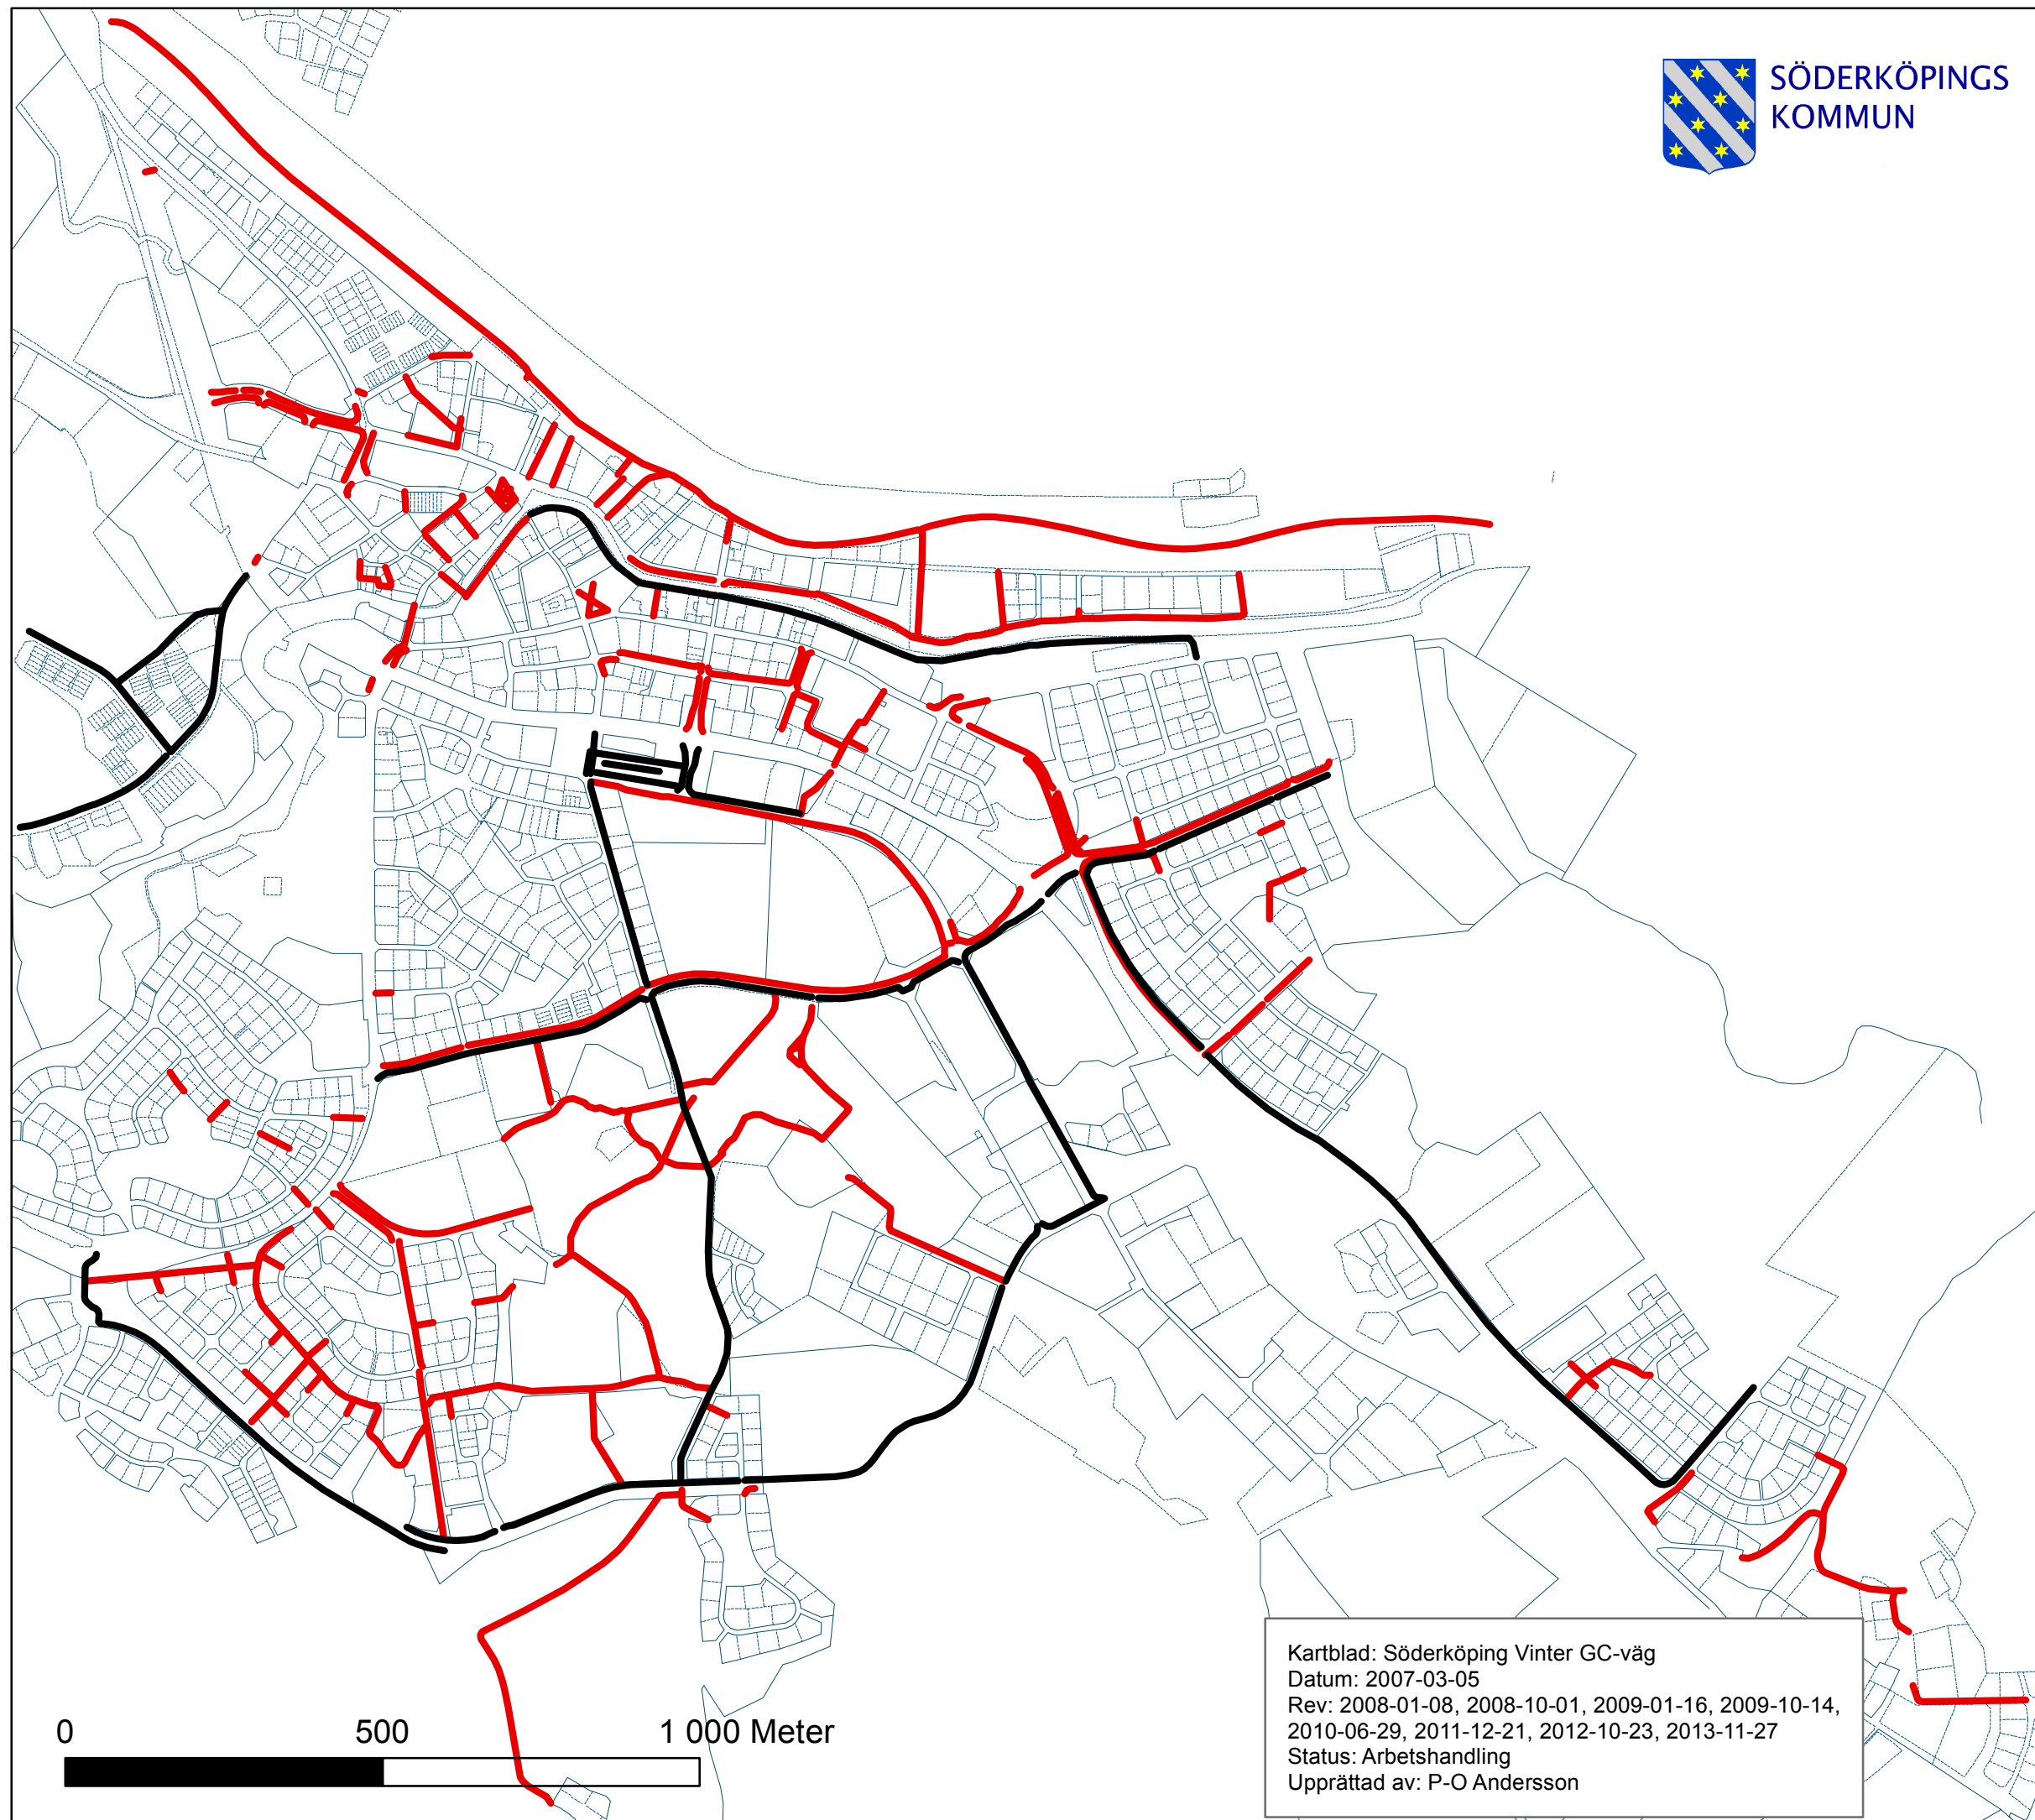 SÖDERKÖPINGS
KOMMUN
Kartblad: Söderköping Vinter GC-väg
Datum: 2007-03-05
Rev: 2008-01-08, 2008-10-01, 2009-01-16, 2009-10-14,
2010-06-29, 2011-12-21, 2012-10-23, 2013-11-27
Status: Arbetshandling
Upprättad av: P-O Andersson
0 500 1 000 Meter